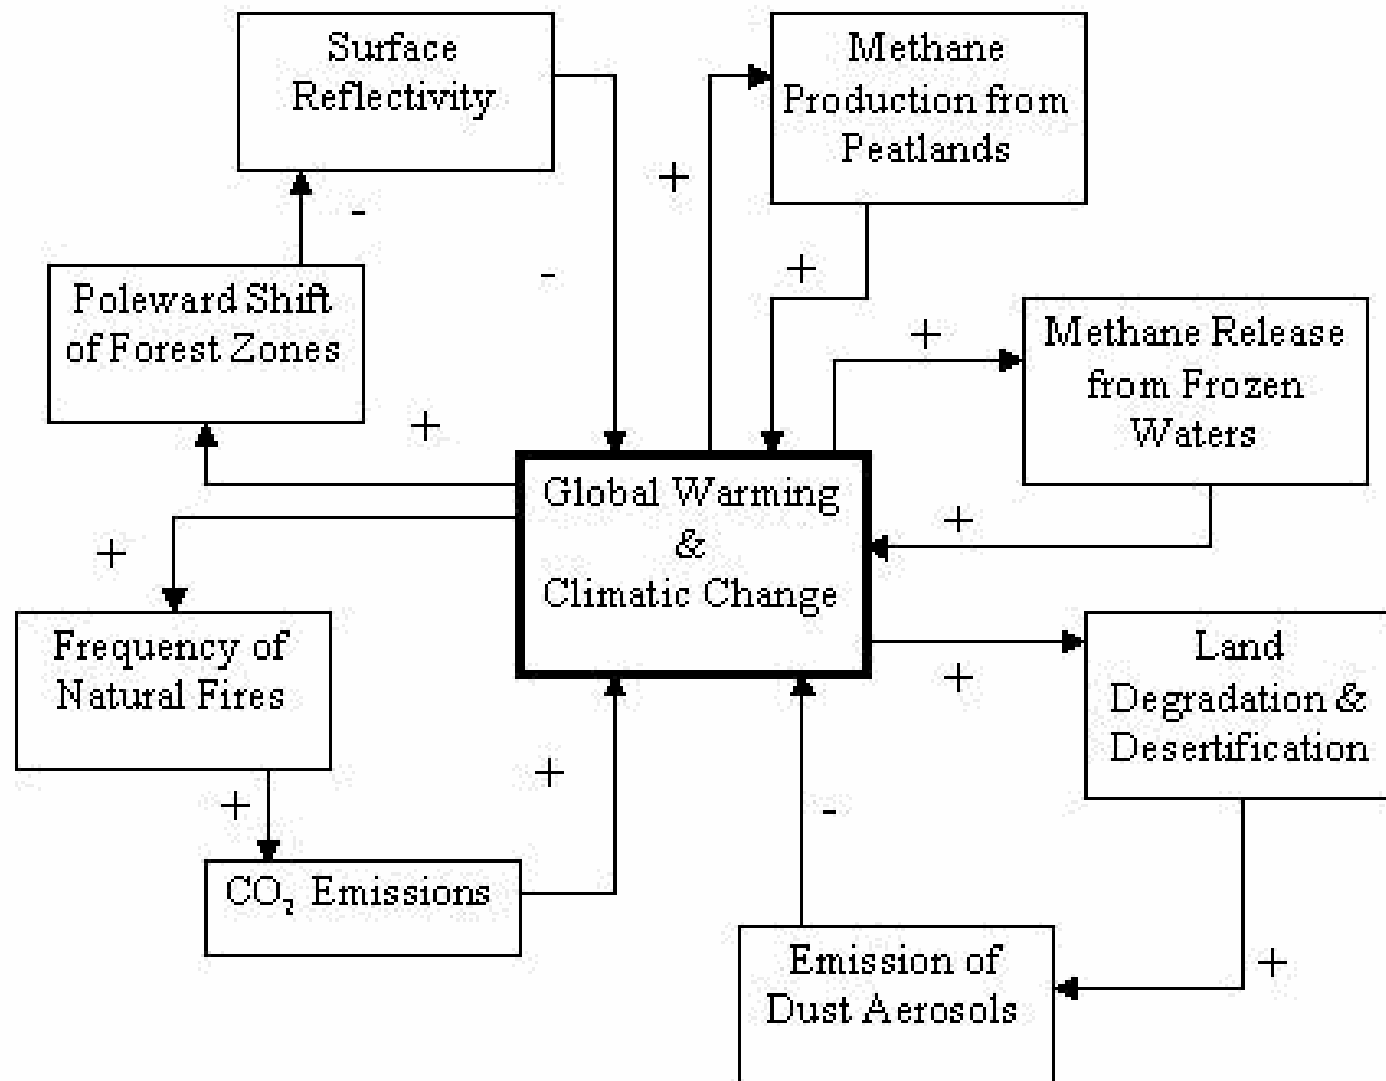 Surface
Reflectivity
Methane
Production from
Peatlands
+
-
+
-
Poleward Shift
of Forest Zones
Methane Release
from Frozen
Waters
+
+
Global Warming
&
Climatic Change
+
+
Frequency of
Natural Fires
Land
Degradation &
Desertification
+
+
+
-
CO₂ Emissions
Emission of
Dust Aerosols
+